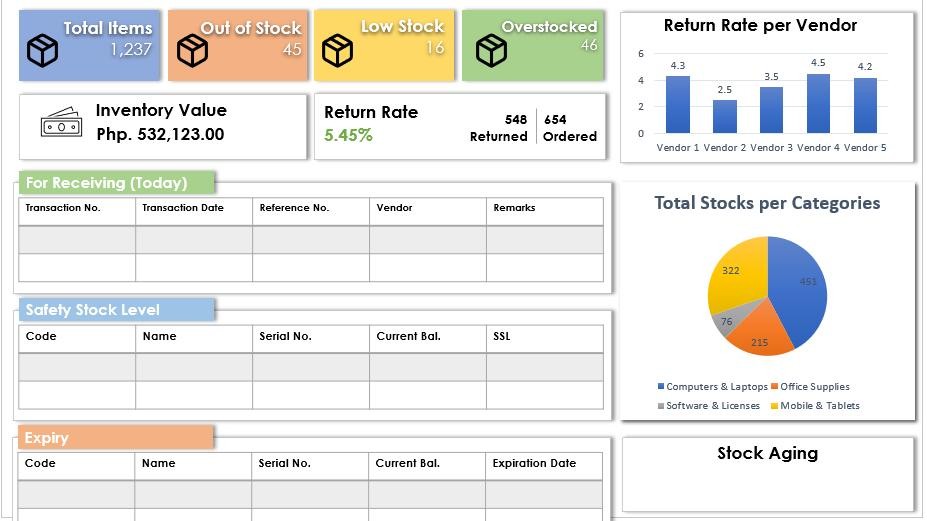 Total Items
1,237
Out of Stock
45
Low Stock
16
Overstocked
46
Inventory Value
Php. 532,123.00
Return Rate
5.45%
548 654
Returned Ordered
Return Rate per Vendor
6
4
2
0
4.3
2.5
3.5
4.5
4.2
Vendor 1 Vendor 2 Vendor 3 Vendor 4 Vendor 5
For Receiving (Today)
Transaction No. Transaction Date Reference No. Vendor Remarks
Total Stocks per Categories
322
451
76
215
Computers & Laptops Office Supplies
Software & Licenses Mobile & Tablets
Safety Stock Level
Code Name Serial No. Current Bal. SSL
Expiry
Code Name Serial No. Current Bal. Expiration Date
Stock Aging